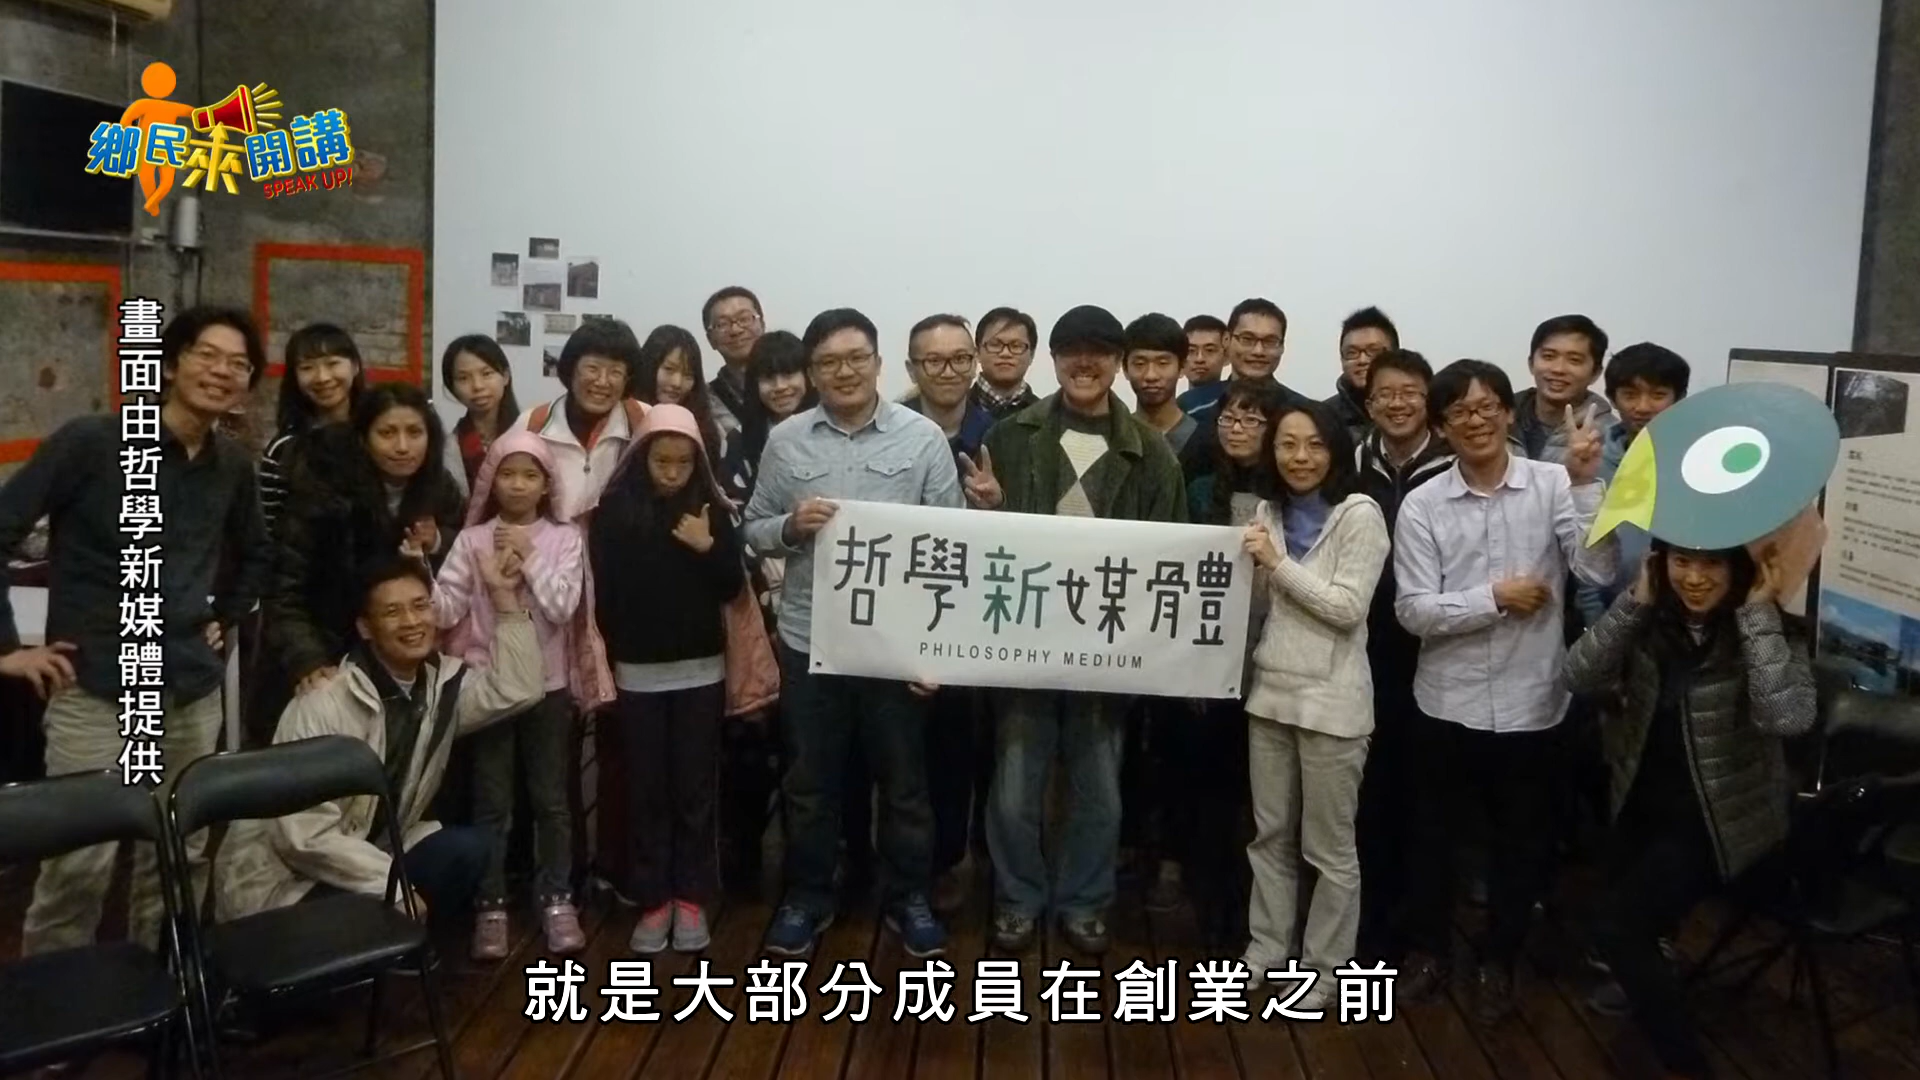 鄉民來開講
SPEAK UP!
畫面由哲學新媒體提供
哲學新媒體
PHILOSOPHY MEDIUM
就是大部分成員在創業之前